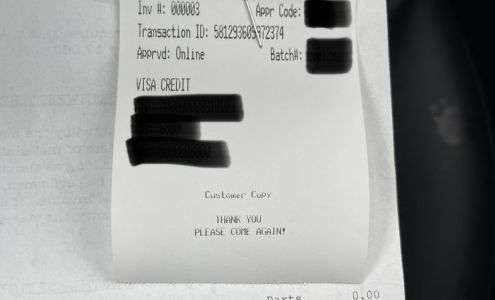 Inv #: 000003 Appr Code:
Transaction ID: 581293605972374
Apprvd: Online Batch#:
VISA CREDIT
Customer Copy
THANK YOU
PLEASE COME AGAIN!
Parts 0.00